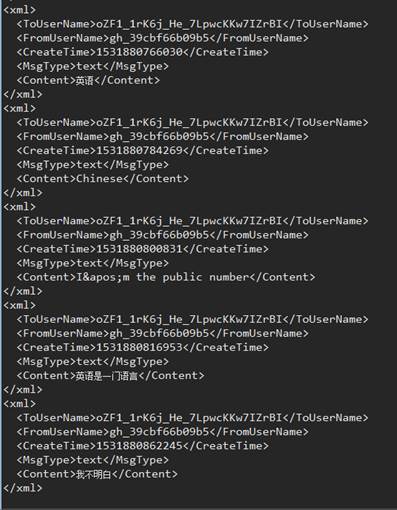 </xml>
<xml>
<ToUserName>oZF1_1rK6j_He_7LpwcKKw7IZrBI</ToUserName>
<FromUserName>gh_39cbf66b09b5</FromUserName>
<CreateTime>1531880766030</CreateTime>
<MsgType>text</MsgType>
<Content>英语</Content>
</xml>
<xml>
<ToUserName>oZF1_1rK6j_He_7LpwcKKw7IZrBI</ToUserName>
<FromUserName>gh_39cbf66b09b5</FromUserName>
<CreateTime>1531880784269</CreateTime>
<MsgType>text</MsgType>
<Content>Chinese</Content>
</xml>
<xml>
<ToUserName>oZF1_1rK6j_He_7LpwcKKw7IZrBI</ToUserName>
<FromUserName>gh_39cbf66b09b5</FromUserName>
<CreateTime>1531880800831</CreateTime>
<MsgType>text</MsgType>
<Content>I&apos;m the public number</Content>
</xml>
<xml>
<ToUserName>oZF1_1rK6j_He_7LpwcKKw7IZrBI</ToUserName>
<FromUserName>gh_39cbf66b09b5</FromUserName>
<CreateTime>1531880816953</CreateTime>
<MsgType>text</MsgType>
<Content>英语是一门语言</Content>
</xml>
<xml>
<ToUserName>oZF1_1rK6j_He_7LpwcKKw7IZrBI</ToUserName>
<FromUserName>gh_39cbf66b09b5</FromUserName>
<CreateTime>1531880862245</CreateTime>
<MsgType>text</MsgType>
<Content>我不明白</Content>
</xml>